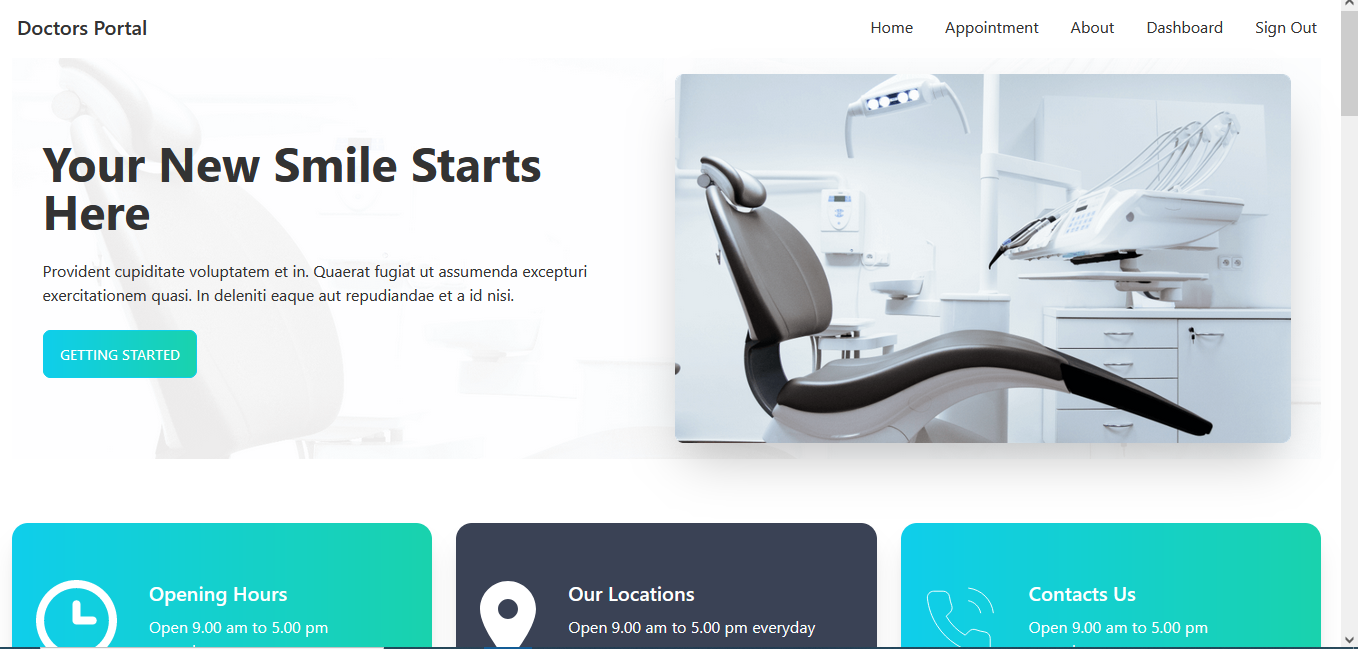 Doctors Portal
Home Appointment About Dashboard Sign Out
Your New Smile Starts
Here
Provident cupiditate voluptatem et in. Quaerat fugiat ut assumenda excepturi
exercitationem quasi. In deleniti eaque aut repudiandae et a id nisi.
GETTING STARTED
Opening Hours
Open 9.00 am to 5.00 pm
Our Locations
Open 9.00 am to 5.00 pm everyday
Contacts Us
Open 9.00 am to 5.00 pm